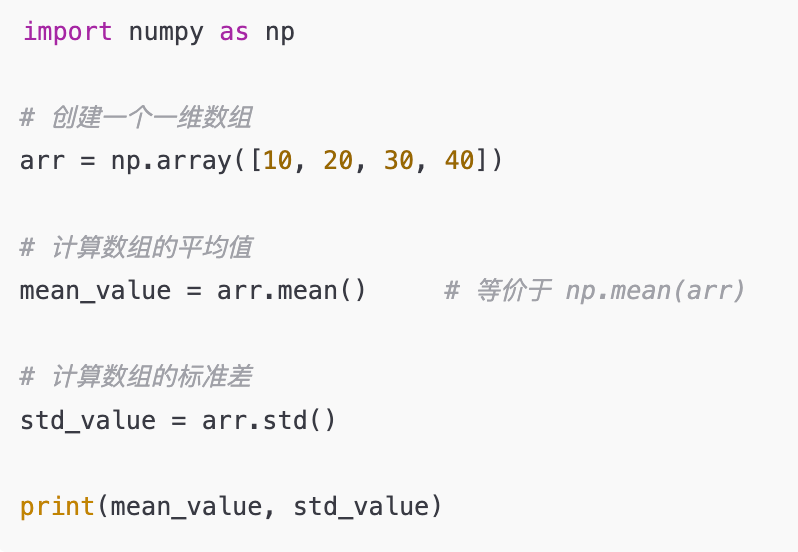 import numpy as np
# 创建一个一维数组
arr = np.array([10, 20, 30, 40])
# 计算数组的平均值
mean_value = arr.mean()     # 等价于 np.mean(arr)
# 计算数组的标准差
std_value = arr.std()
print(mean_value, std_value)